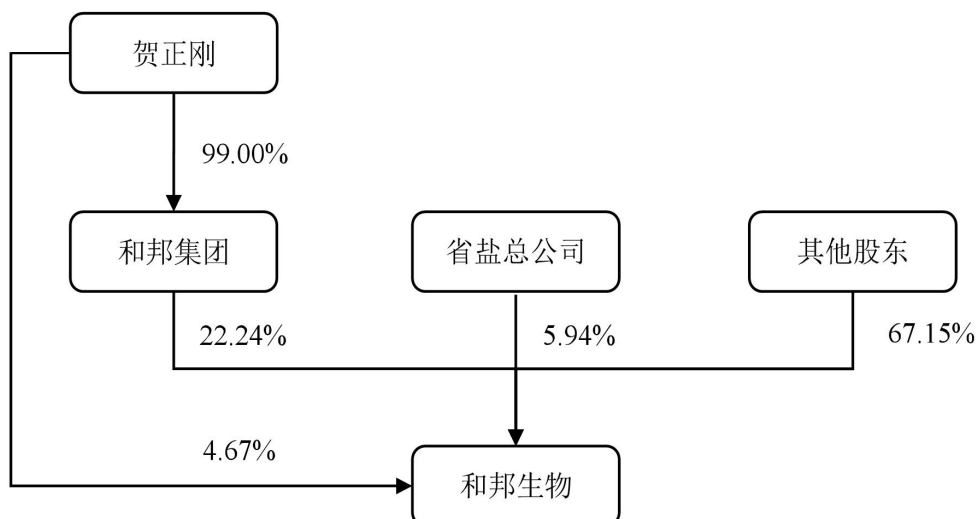 贺正刚
99.00%
和邦集团
省盐总公司
其他股东
22.24%
5.94%
67.15%
4.67%
和邦生物